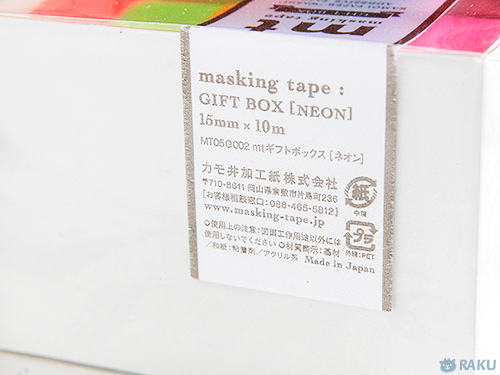 mt
masking tape
masking tape :
GIFT BOX [NEON]
15mm × 10m
MT05G002 mtギフトボックス [ネオン]
カモ井加工紙株式会社
〒710-8611 岡山県倉敷市片島町236
[お客様相談窓口:086-465-5812]
www.masking-tape.jp
●使用上の注意:図画工作用途以外には
使用しないでください ●材質表示:基材
/和紙:粘着剤/アクリル系 Made in Japan
紙
中箱
プラ
外箱:PET
RAKU